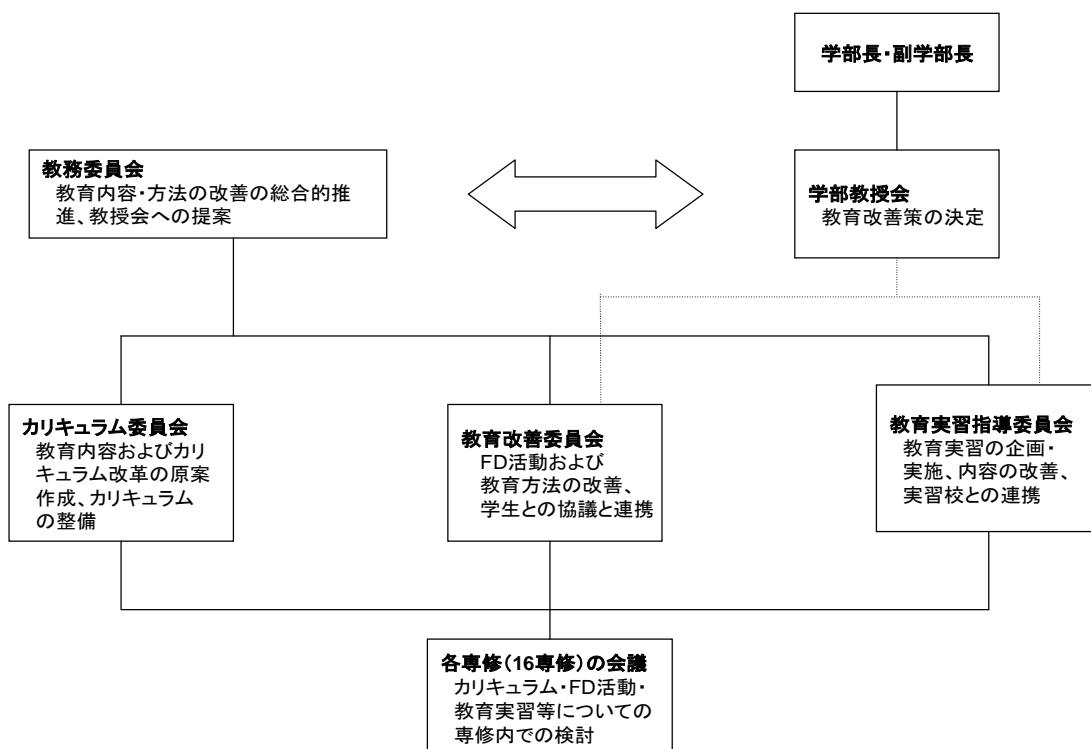 学部長・副学部長
教務委員会
教育内容・方法の改善の総合的推
進、教授会への提案
学部教授会
教育改善策の決定
カリキュラム委員会
教育内容およびカリ
キュラム改革の原案
作成、カリキュラム
の整備
教育改善委員会
FD活動および
教育方法の改善、
学生との協議と連携
教育実習指導委員会
教育実習の企画・
実施、内容の改善、
実習校との連携
各専修(16専修)の会議
カリキュラム・FD活動・
教育実習等についての
専修内での検討